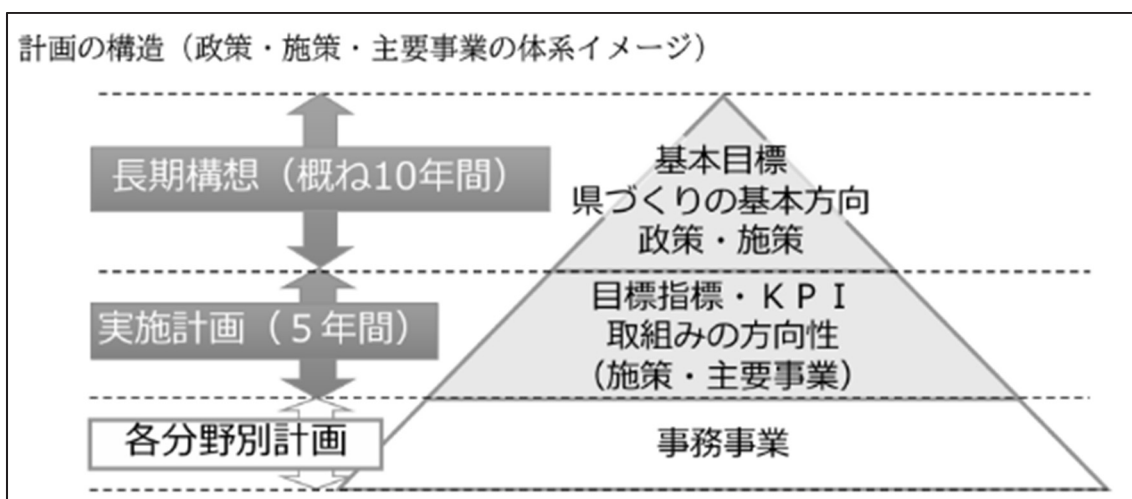 計画の構造（政策・施策・主要事業の体系イメージ）
長期構想（概ね10年間）
基本目標
県づくりの基本方向
政策・施策
実施計画（５年間）
目標指標・ＫＰＩ
取組みの方向性
（施策・主要事業）
各分野別計画
事務事業